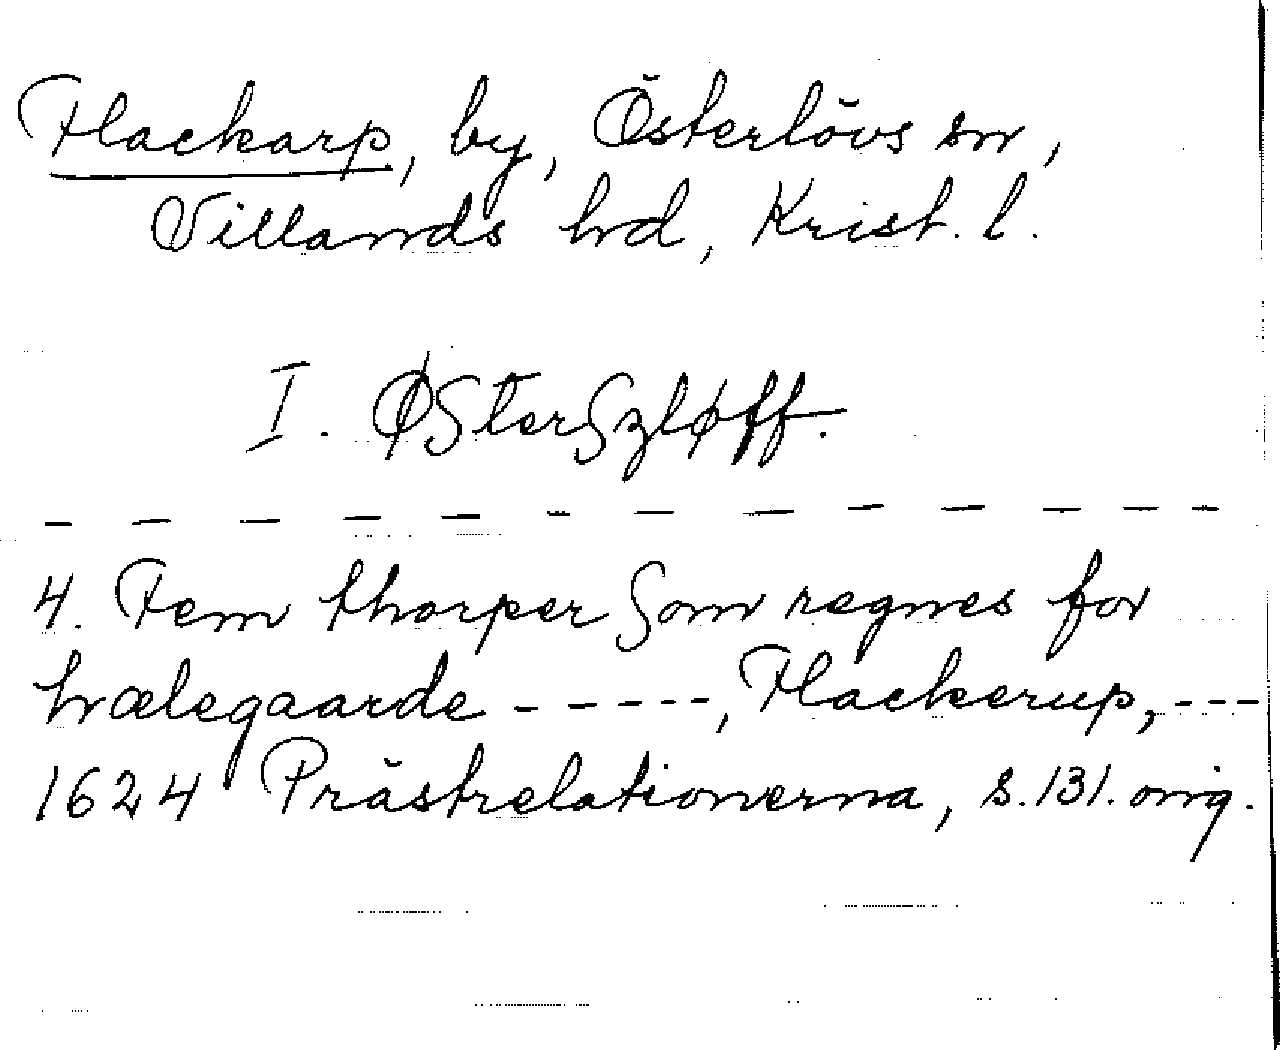 Flackarp, by, Österlövs sn,
Villands hd, Krist. l.
I. ØSterSzløff.
— — — — — — — — — — — —
4. Fem thorper Som regnes for
hælegaarde -----, Flackerup, ---
1624 Prästrelationerna, s. 131. orig.